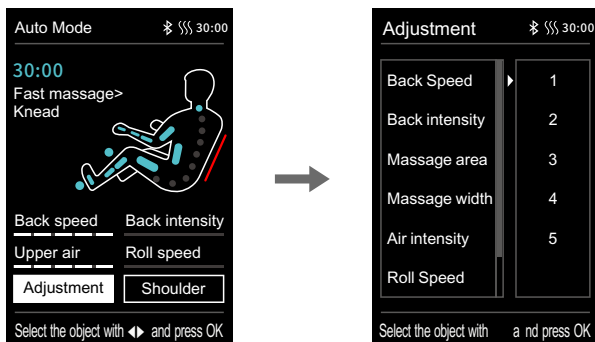 Auto Mode 30:00
30:00
Fast massage>
Knead
Back speed Back intensity
Upper air Roll speed
Adjustment Shoulder
Select the object with and press OK
Adjustment 30:00
Back Speed 1
Back intensity 2
Massage area 3
Massage width 4
Air intensity 5
Roll Speed
Select the object with a nd press OK